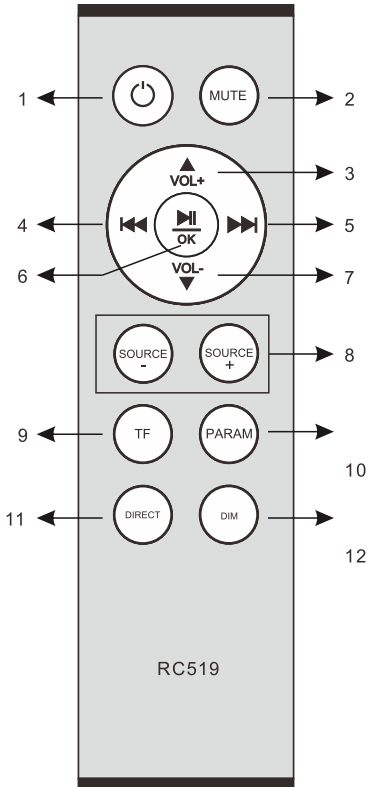 1
MUTE
2
VOL+
3
4
OK
5
6
VOL-
7
SOURCE
-
SOURCE
+
8
9
TF
PARAM
10
11
DIRECT
DIM
12
RC519